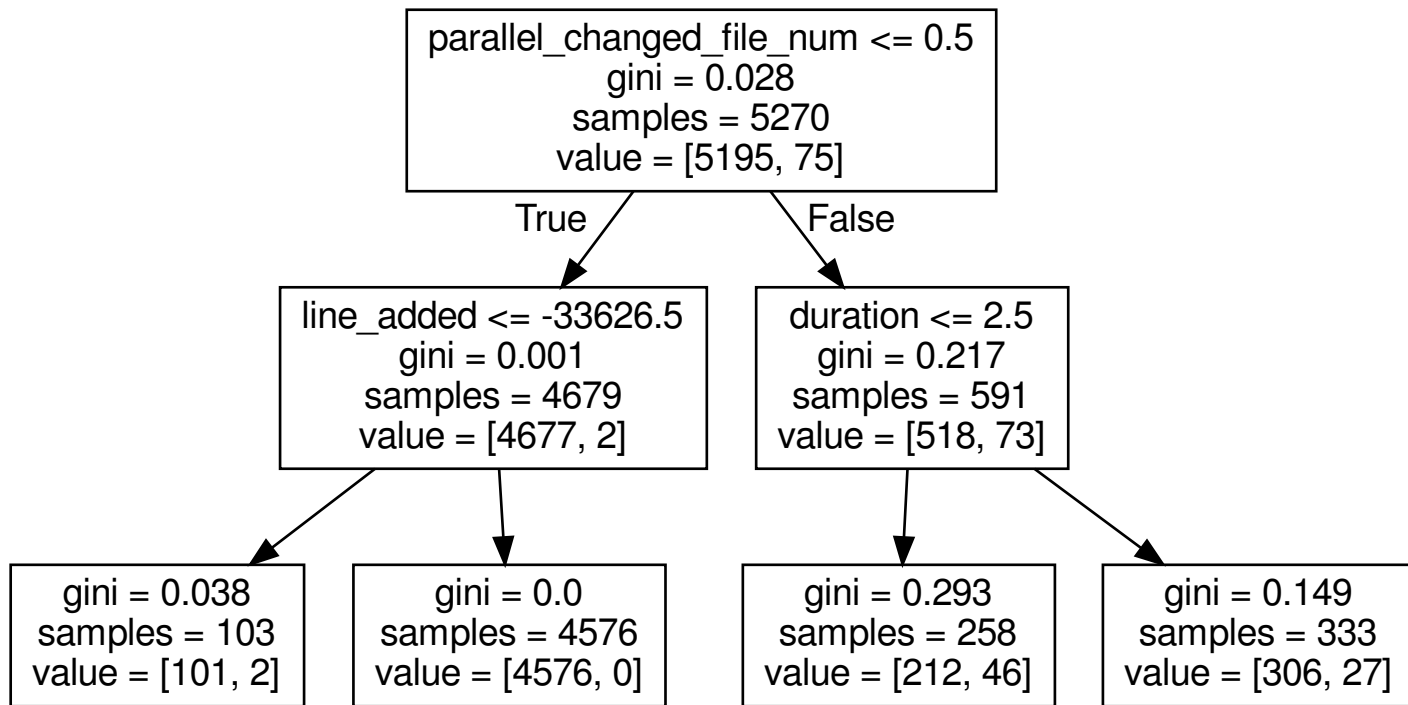 parallel_changed_file_num <= 0.5
gini = 0.028
samples = 5270
value = [5195, 75]
True
False
line_added <= -33626.5
gini = 0.001
samples = 4679
value = [4677, 2]
duration <= 2.5
gini = 0.217
samples = 591
value = [518, 73]
gini = 0.038
samples = 103
value = [101, 2]
gini = 0.0
samples = 4576
value = [4576, 0]
gini = 0.293
samples = 258
value = [212, 46]
gini = 0.149
samples = 333
value = [306, 27]